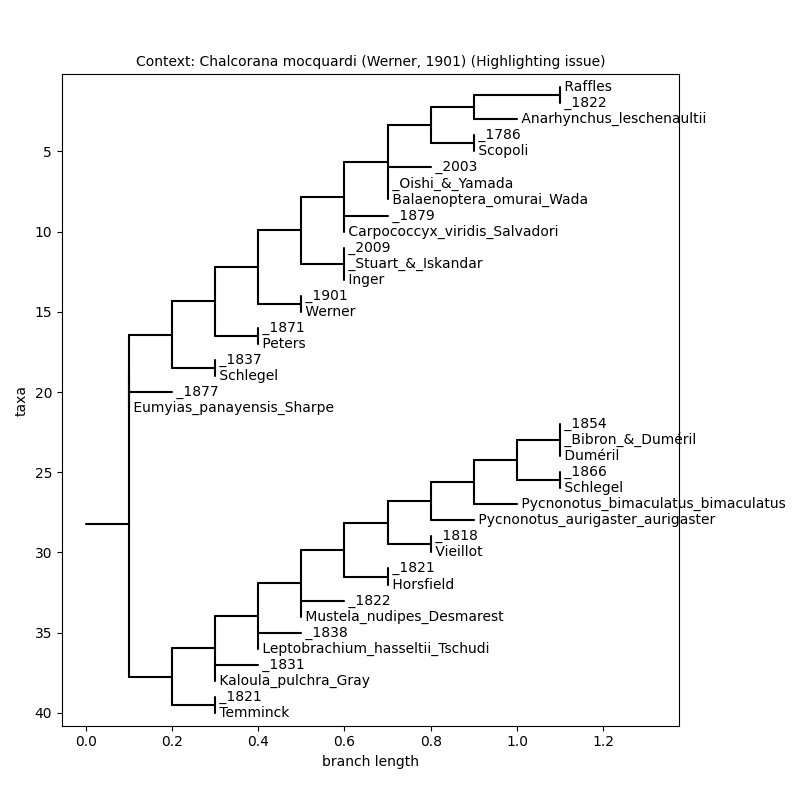 Context: Chalcorana mocquardi (Werner, 1901) (Highlighting issue)
Raffles
_1822
Anarhynchus_leschenaultii
_1786
Scopoli
_2003
_Oishi_&_Yamada
Balaenoptera_omurai_Wada
_1879
Carpococcyx_viridis_Salvadori
_2009
_Stuart_&_Iskandar
Inger
_1901
Werner
_1871
Peters
_1837
Schlegel
_1877
Eumyias_panayensis_Sharpe
_1854
_Bibron_&_Duméril
Duméril
_1866
Schlegel
Pycnonotus_bimaculatus_bimaculatus
Pycnonotus_aurigaster_aurigaster
_1818
Vieillot
_1821
Horsfield
_1822
Mustela_nudipes_Desmarest
_1838
Leptobrachium_hasseltii_Tschudi
_1831
Kaloula_pulchra_Gray
_1821
Temminck
5
10
15
20
25
30
35
40
taxa
0.0 0.2 0.4 0.6 0.8 1.0 1.2
branch length